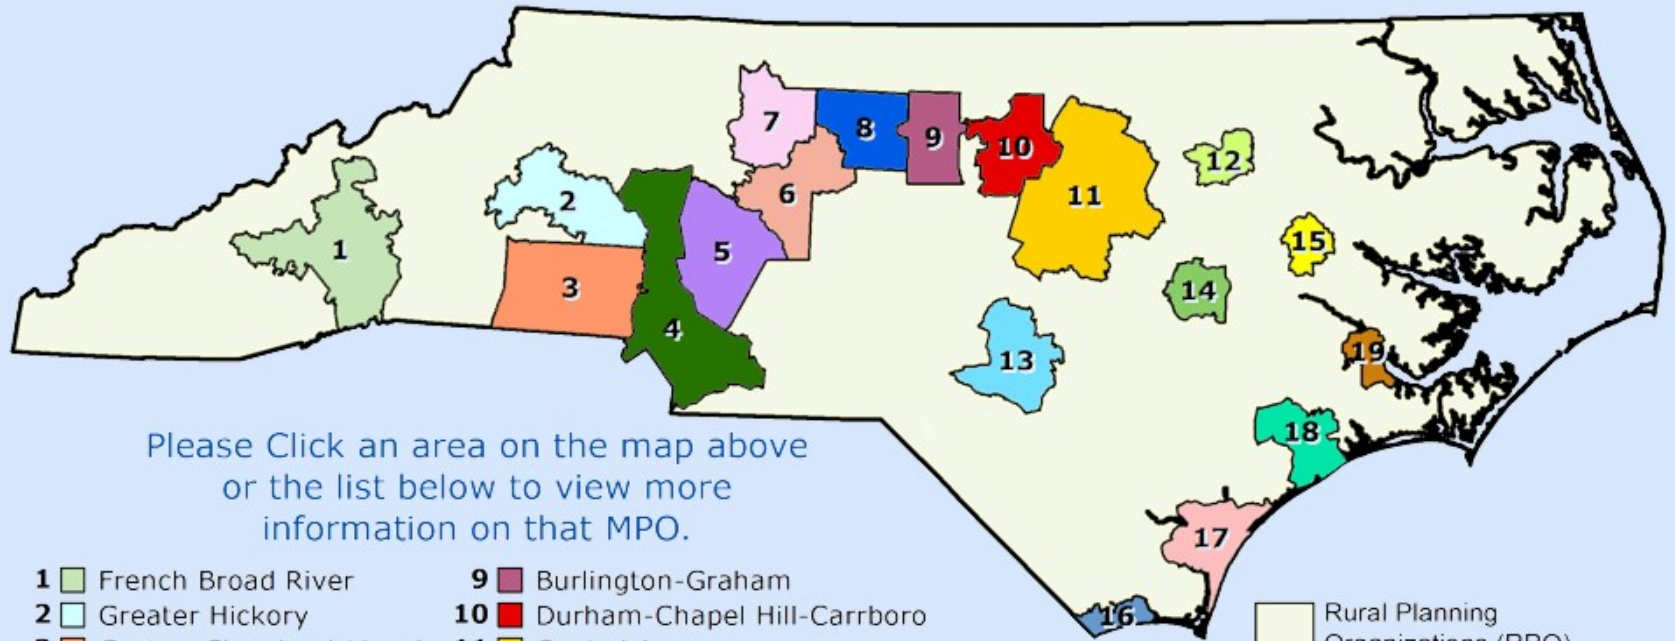 7
8
9
10
12
2
6
11
1
5
15
3
14
4
13
19
18
17
16
Please Click an area on the map above
or the list below to view more
information on that MPO.
1 French Broad River
2 Greater Hickory
9 Burlington-Graham
10 Durham-Chapel Hill-Carrboro
Rural Planning